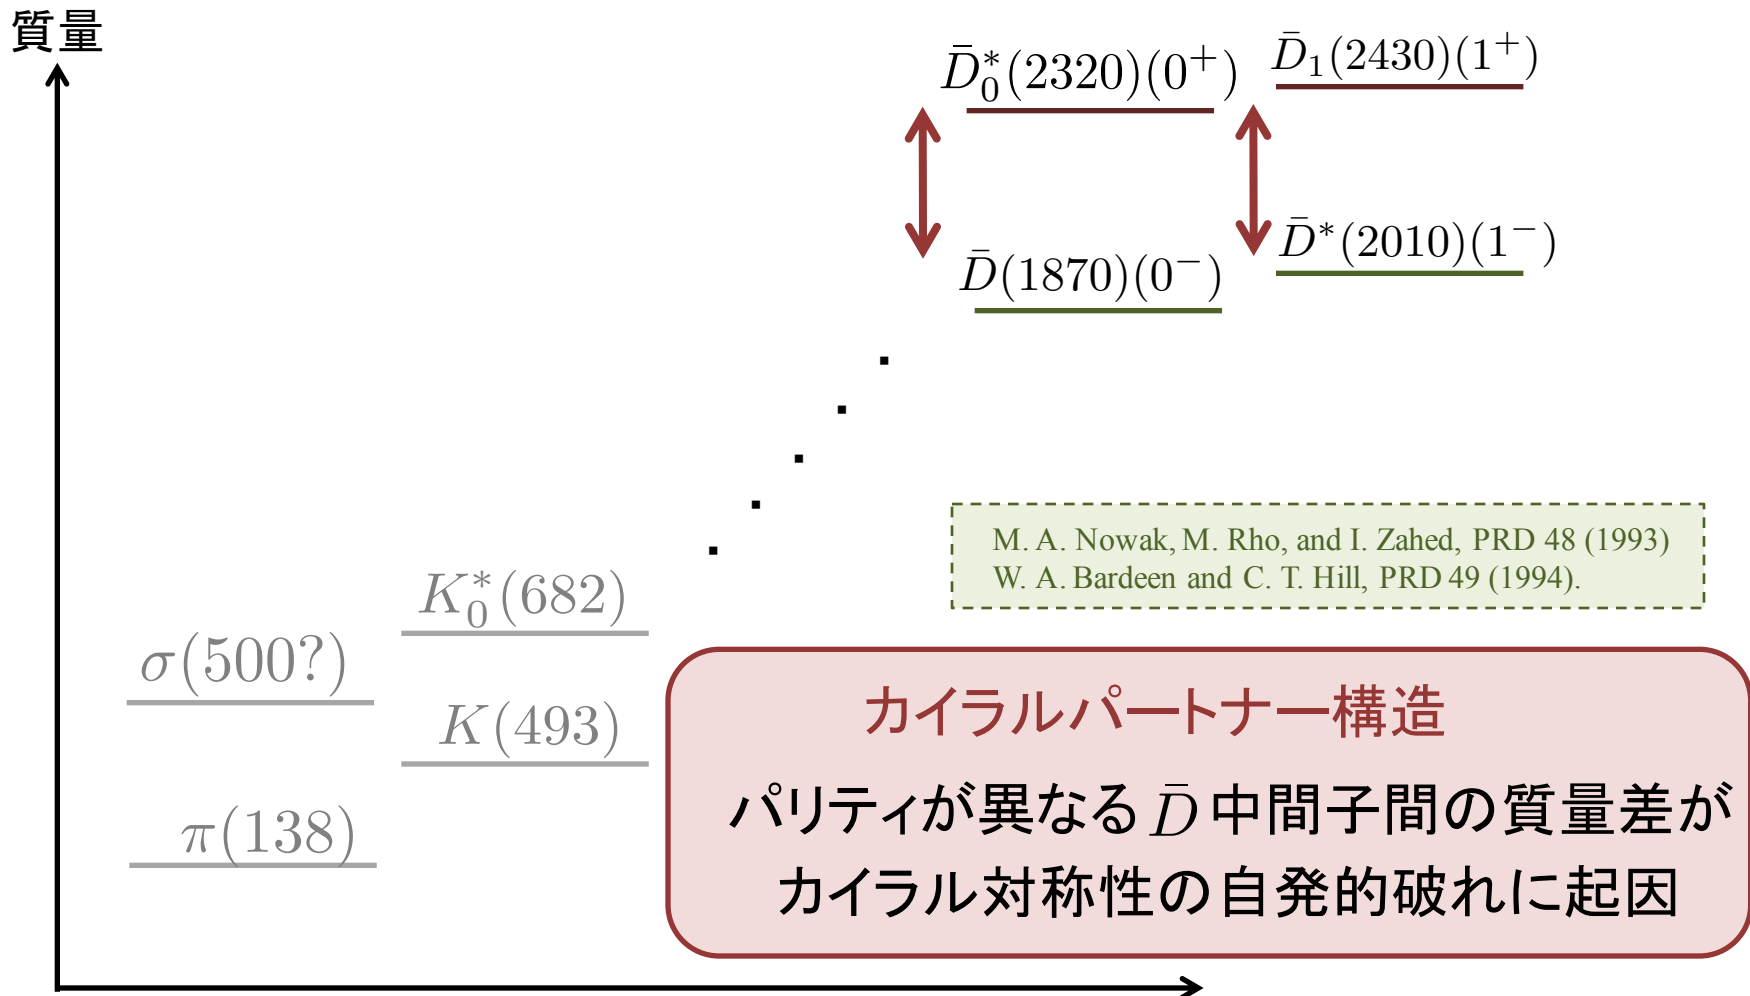 質量
D̄₀*(2320)(0⁺)
D̄₁(2430)(1⁺)
D̄(1870)(0⁻)
D̄*(2010)(1⁻)
M. A. Nowak, M. Rho, and I. Zahed, PRD 48 (1993)
W. A. Bardeen and C. T. Hill, PRD 49 (1994).
K₀*(682)
σ(500?)
K(493)
π(138)
カイラルパートナー構造
パリティが異なる D̄ 中間子間の質量差が
カイラル対称性の自発的破れに起因